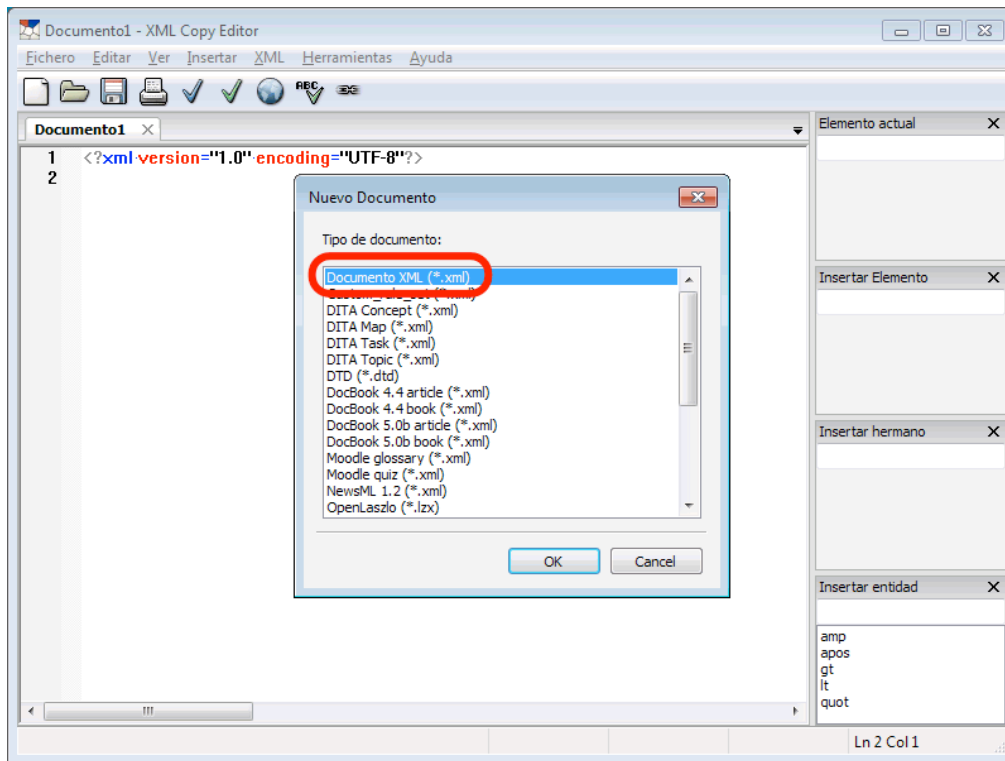 Documento1 - XML Copy Editor
Fichero Editar Ver Insertar XML Herramientas Ayuda
ABC
Documento1
1 <?xml·version="1.0"·encoding="UTF-8"?>
2
Nuevo Documento
Tipo de documento:
Documento XML (*.xml)
Custom_rule_set (*.xml)
DITA Concept (*.xml)
DITA Map (*.xml)
DITA Task (*.xml)
DITA Topic (*.xml)
DTD (*.dtd)
DocBook 4.4 article (*.xml)
DocBook 4.4 book (*.xml)
DocBook 5.0b article (*.xml)
DocBook 5.0b book (*.xml)
Moodle glossary (*.xml)
Moodle quiz (*.xml)
NewsML 1.2 (*.xml)
OpenLaszlo (*.lzx)
OK Cancel
Elemento actual
Insertar Elemento
Insertar hermano
Insertar entidad
amp
apos
gt
lt
quot
Ln 2 Col 1